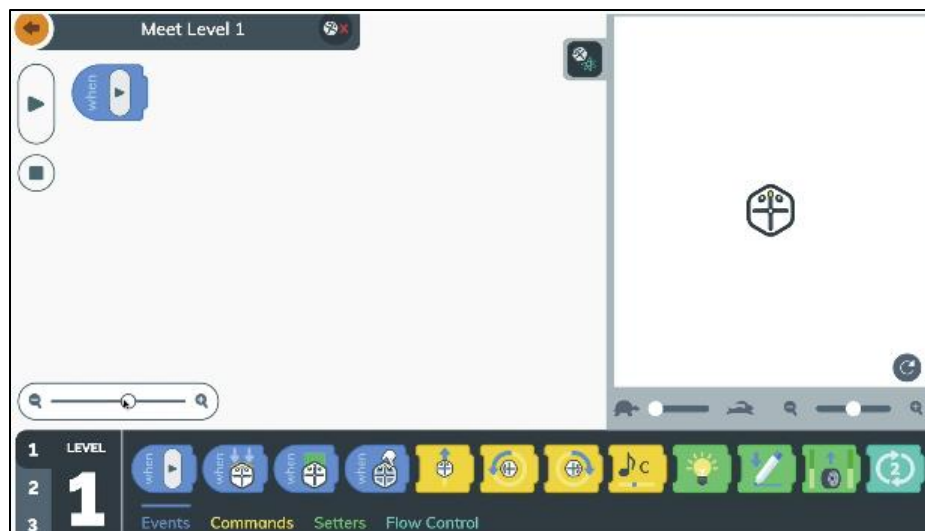 Meet Level 1
when
1 LEVEL
2 1
3
when when when when C 2
Events Commands Setters Flow Control